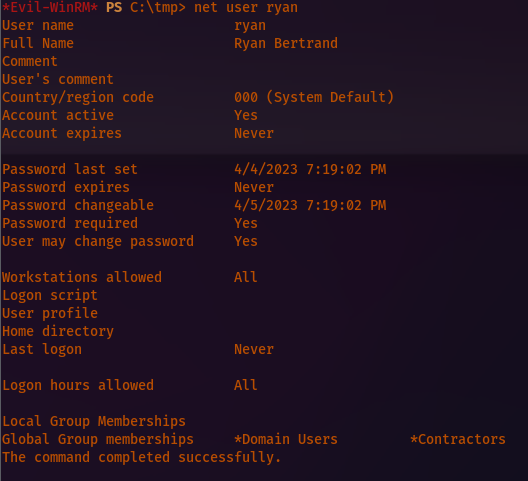 *Evil-WinRM* PS C:\tmp> net user ryan
User name                    ryan
Full Name                    Ryan Bertrand
Comment
User's comment
Country/region code          000 (System Default)
Account active               Yes
Account expires              Never

Password last set            4/4/2023 7:19:02 PM
Password expires             Never
Password changeable          4/5/2023 7:19:02 PM
Password required            Yes
User may change password     Yes

Workstations allowed         All
Logon script
User profile
Home directory
Last logon                   Never

Logon hours allowed          All

Local Group Memberships
Global Group memberships     *Domain Users         *Contractors
The command completed successfully.